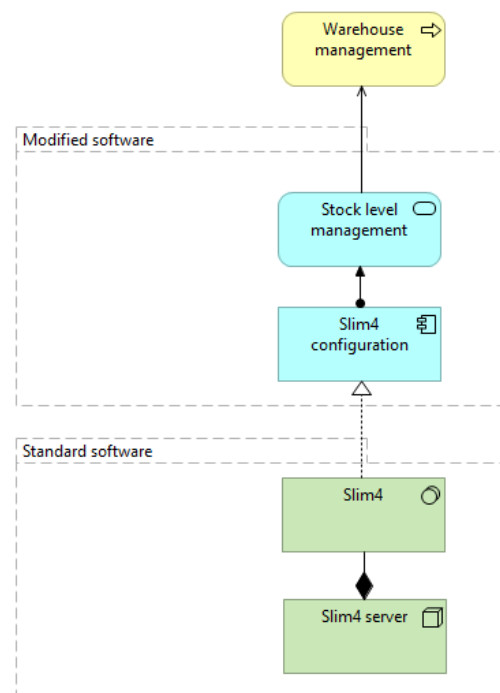 Warehouse
management
Modified software
Stock level
management
Slim4
configuration
Standard software
Slim4
Slim4 server